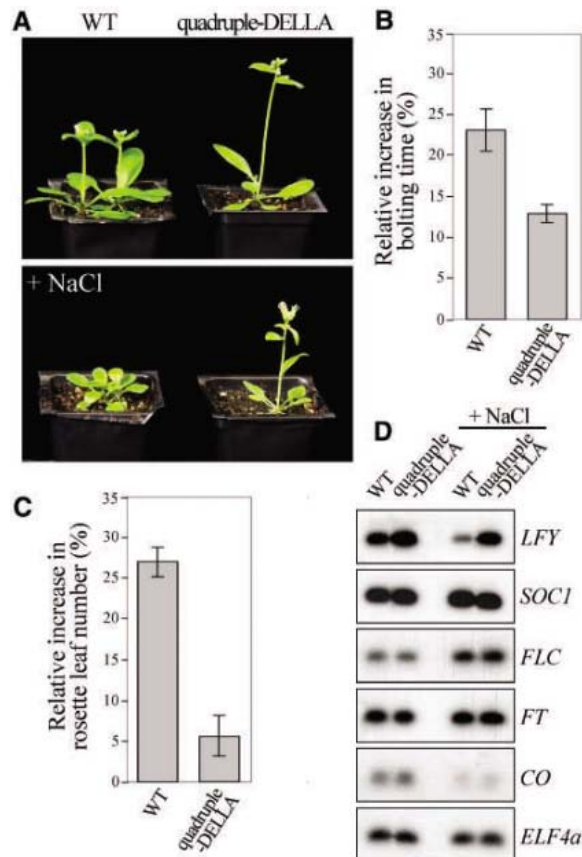 A
WT
quadruple-DELLA
+ NaCl
B
Relative increase in
bolting time (%)
35
30
25
20
15
10
5
0
WT
quadruple
-DELLA
C
Relative increase in
rosette leaf number (%)
35
30
25
20
15
10
5
0
WT
quadruple
-DELLA
D
+ NaCl
WT
quadruple
-DELLA
WT
quadruple
-DELLA
LFY
SOC1
FLC
FT
CO
ELF4a